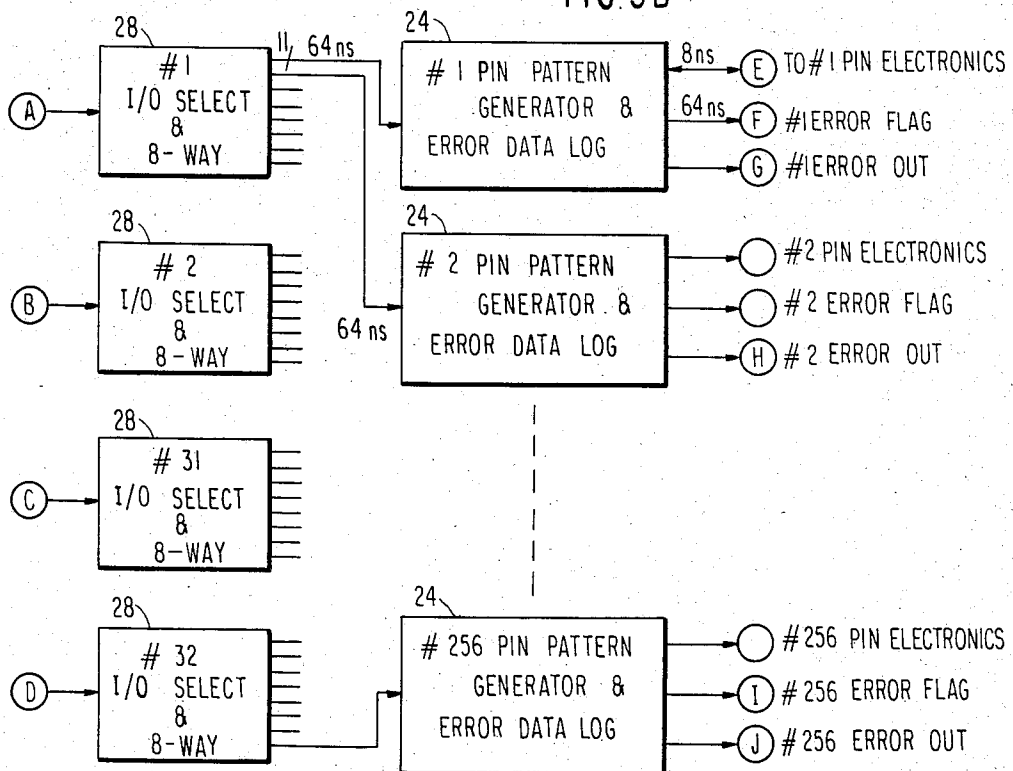 FIG. 3B
28
#1
I/O SELECT
&
8-WAY
A
11
64ns
24
# 1 PIN PATTERN
GENERATOR &
ERROR DATA LOG
8ns
E TO #1 PIN ELECTRONICS
64ns
F #1 ERROR FLAG
G #1 ERROR OUT
28
# 2
I/O SELECT
&
8-WAY
B
64ns
24
# 2 PIN PATTERN
GENERATOR &
ERROR DATA LOG
#2 PIN ELECTRONICS
# 2 ERROR FLAG
H # 2 ERROR OUT
28
# 31
I/O SELECT
&
8-WAY
C
28
# 32
I/O SELECT
&
8-WAY
D
24
# 256 PIN PATTERN
GENERATOR &
ERROR DATA LOG
# 256 PIN ELECTRONICS
I # 256 ERROR FLAG
J # 256 ERROR OUT